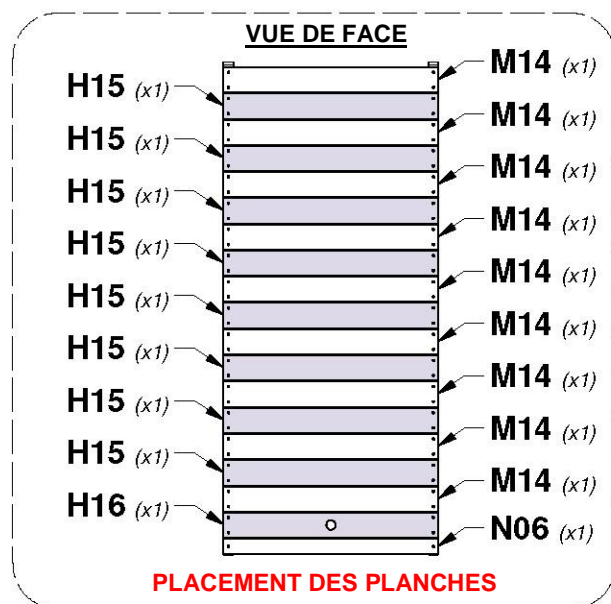 VUE DE FACE
M14 (x1)
H15 (x1)
M14 (x1)
H15 (x1)
M14 (x1)
H15 (x1)
M14 (x1)
H15 (x1)
M14 (x1)
H15 (x1)
M14 (x1)
H15 (x1)
M14 (x1)
H15 (x1)
M14 (x1)
H15 (x1)
M14 (x1)
H16 (x1)
N06 (x1)
PLACEMENT DES PLANCHES